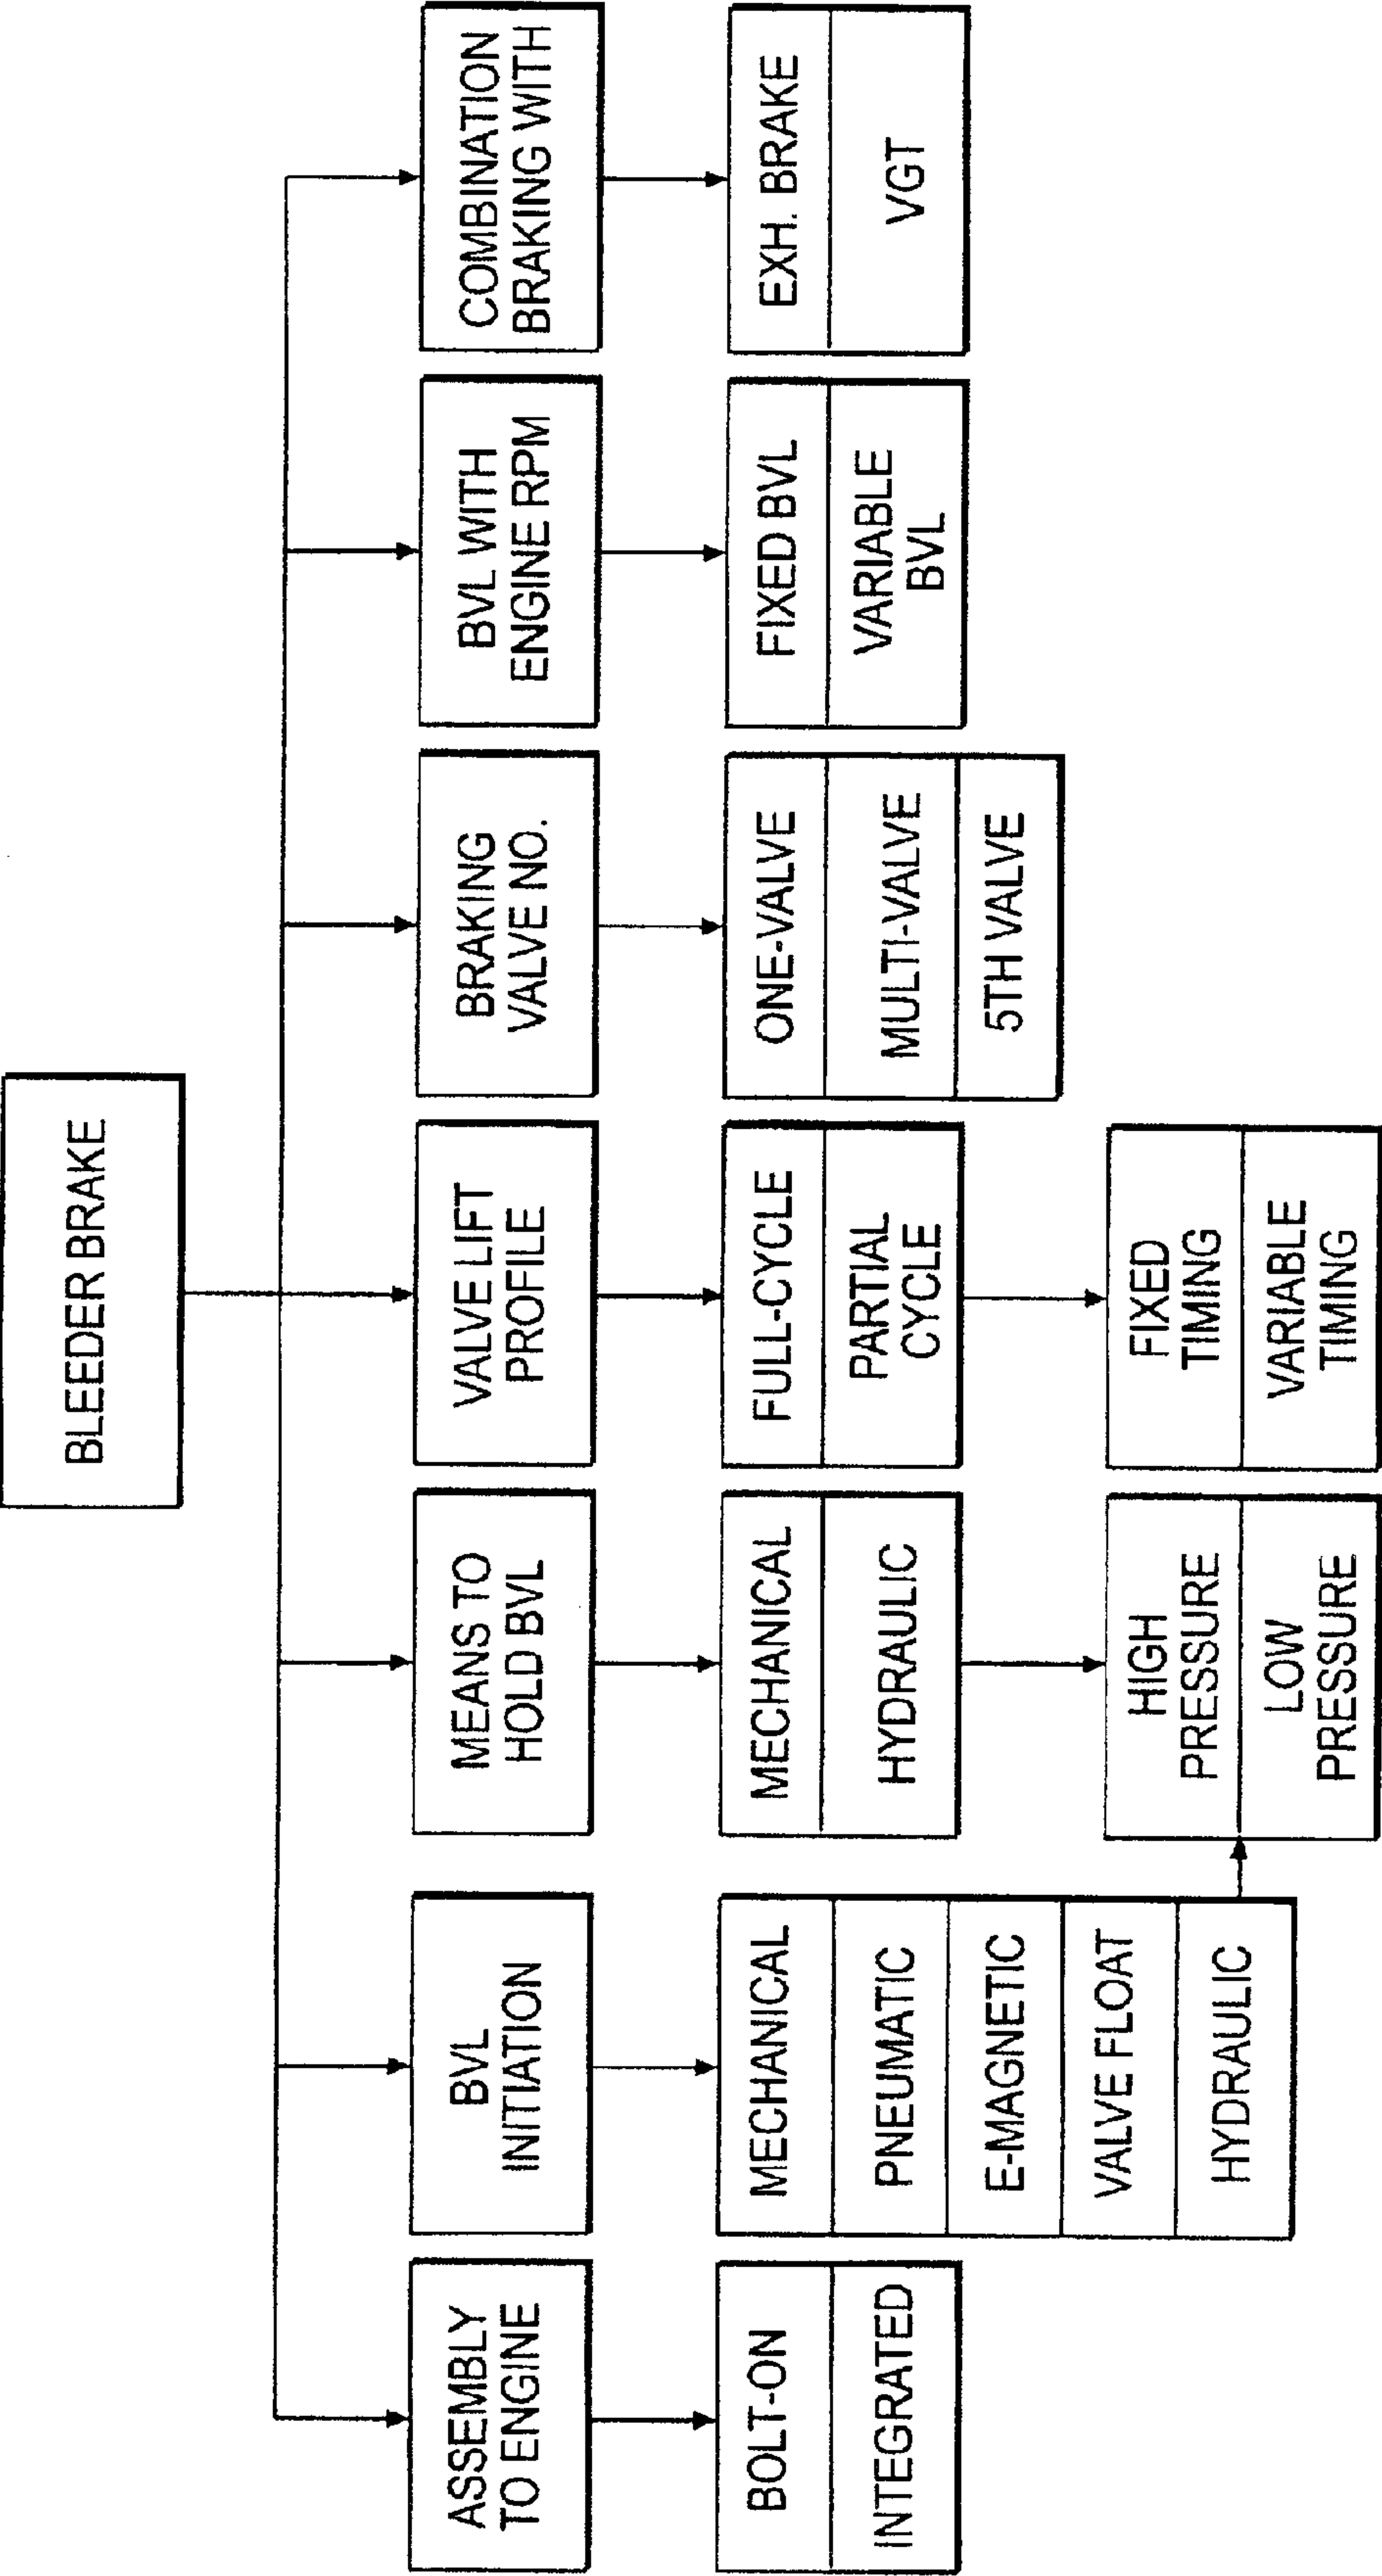 BLEEDER BRAKE
ASSEMBLY
TO ENGINE
BVL
INITIATION
MEANS TO
HOLD BVL
VALVE LIFT
PROFILE
BRAKING
VALVE NO.
BVL WITH
ENGINE RPM
COMBINATION
BRAKING WITH
BOLT-ON
INTEGRATED
MECHANICAL
PNEUMATIC
E-MAGNETIC
VALVE FLOAT
HYDRAULIC
MECHANICAL
HYDRAULIC
FULL-CYCLE
PARTIAL
CYCLE
ONE-VALVE
MULTI-VALVE
5TH VALVE
FIXED BVL
VARIABLE
BVL
EXH. BRAKE
VGT
HIGH
PRESSURE
LOW
PRESSURE
FIXED
TIMING
VARIABLE
TIMING